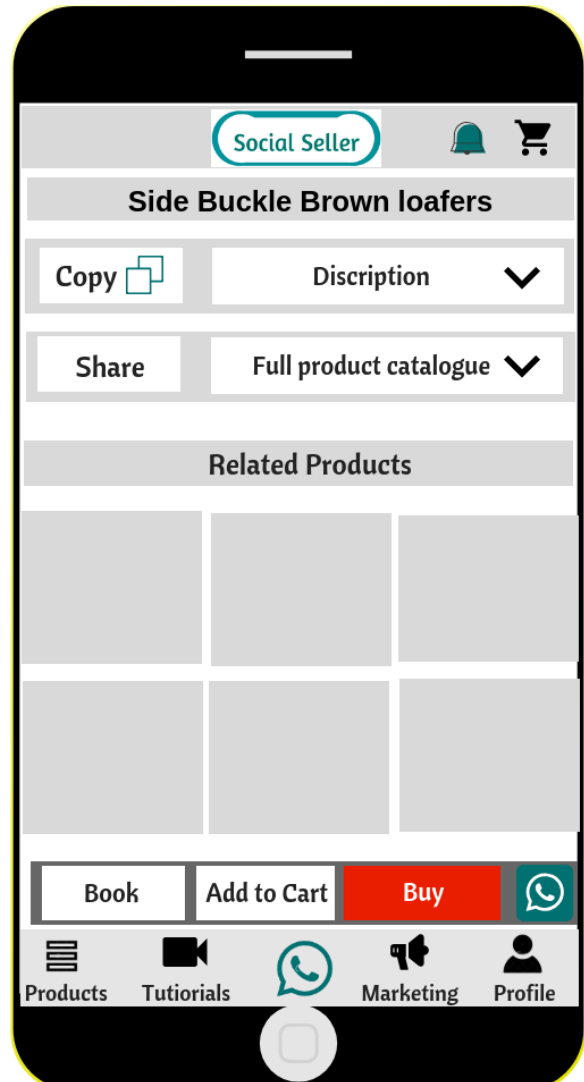 Social Seller
Side Buckle Brown loafers
Copy
Discription
Share
Full product catalogue
Related Products
Book
Add to Cart
Buy
Products
Tutiorials
Marketing
Profile